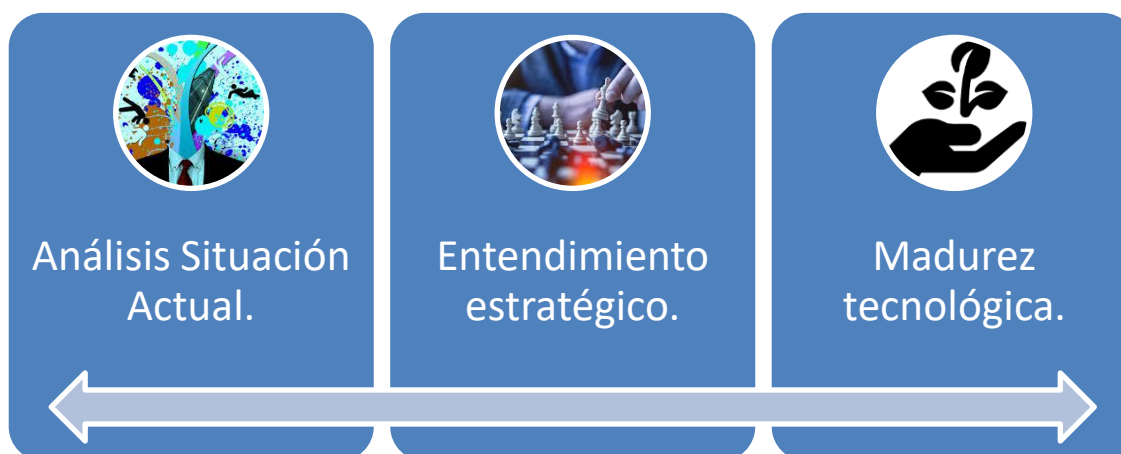 Análisis Situación
Actual.
Entendimiento
estratégico.
Madurez
tecnológica.